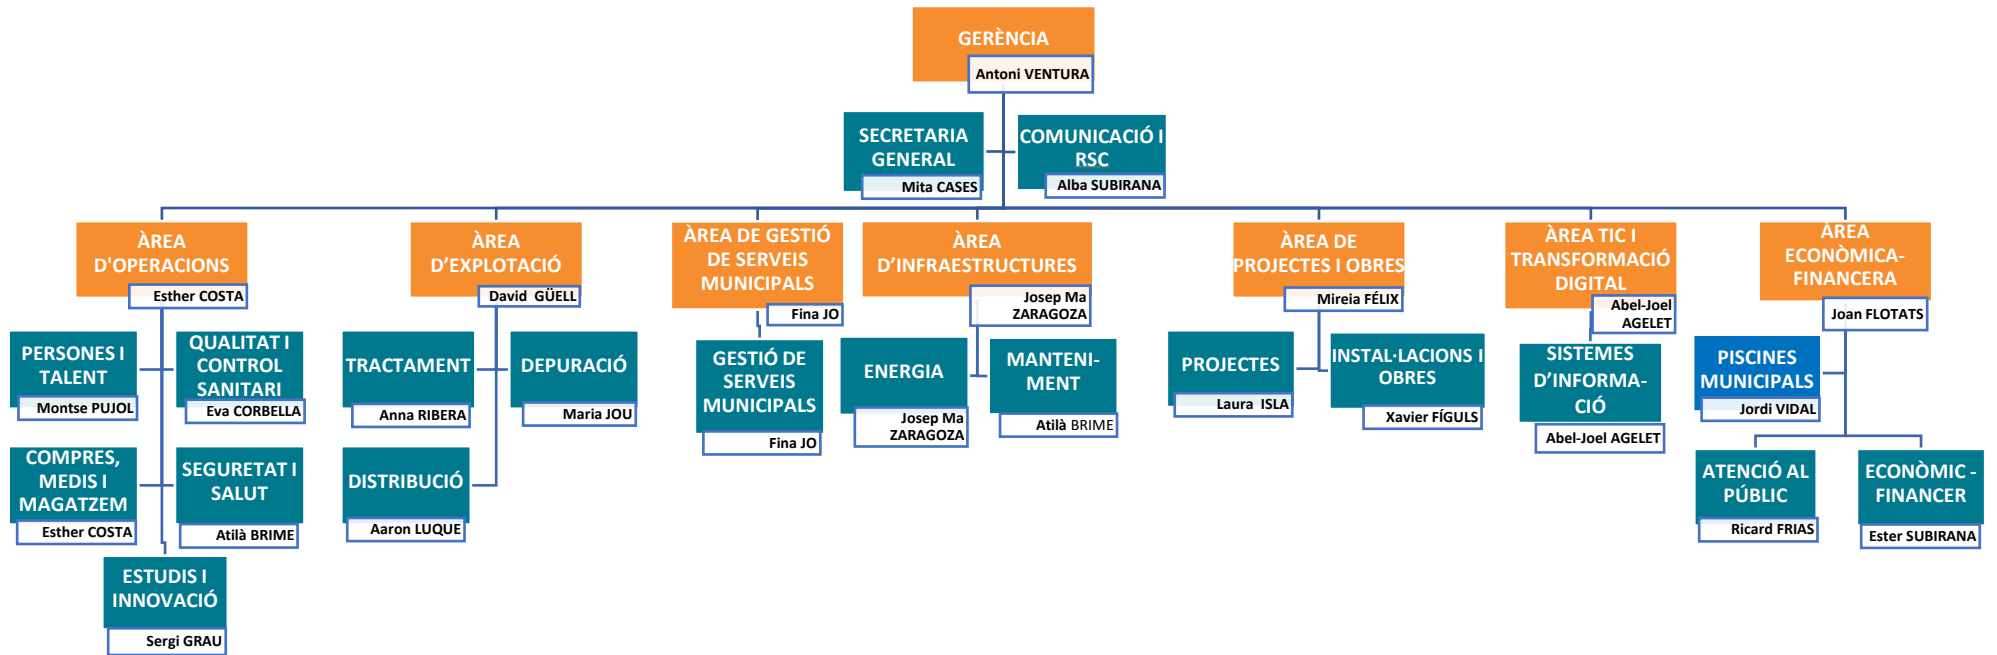 GERÈNCIA
Antoni VENTURA
SECRETARIA
GENERAL
Mita CASES
COMUNICACIÓ I
RSC
Alba SUBIRANA
ÀREA
D'OPERACIONS
Esther COSTA
PERSONES I
TALENT
Montse PUJOL
QUALITAT I
CONTROL
SANITARI
Eva CORBELLA
COMPRES,
MEDIS I
MAGATZEM
Esther COSTA
SEGURETAT I
SALUT
Atilà BRIME
ESTUDIS I
INNOVACIÓ
Sergi GRAU
ÀREA
D’EXPLOTACIÓ
David GÜELL
TRACTAMENT
Anna RIBERA
DEPURACIÓ
Maria JOU
DISTRIBUCIÓ
Aaron LUQUE
ÀREA DE GESTIÓ
DE SERVEIS
MUNICIPALS
Fina JO
GESTIÓ DE
SERVEIS
MUNICIPALS
Fina JO
ÀREA
D’INFRAESTRUCTURES
Josep Ma
ZARAGOZA
ENERGIA
Josep Ma
ZARAGOZA
MANTENI-
MENT
Atilà BRIME
ÀREA DE
PROJECTES I OBRES
Mireia FÉLIX
PROJECTES
Laura ISLA
INSTAL·LACIONS I
OBRES
Xavier FÍGULS
ÀREA TIC I
TRANSFORMACIÓ
DIGITAL
Abel-Joel
AGELET
SISTEMES
D’INFORMA-
CIÓ
Abel-Joel AGELET
ÀREA
ECONÒMICA-
FINANCERA
Joan FLOTATS
PISCINES
MUNICIPALS
Jordi VIDAL
ATENCIÓ AL
PÚBLIC
Ricard FRIAS
ECONÒMIC -
FINANCER
Ester SUBIRANA